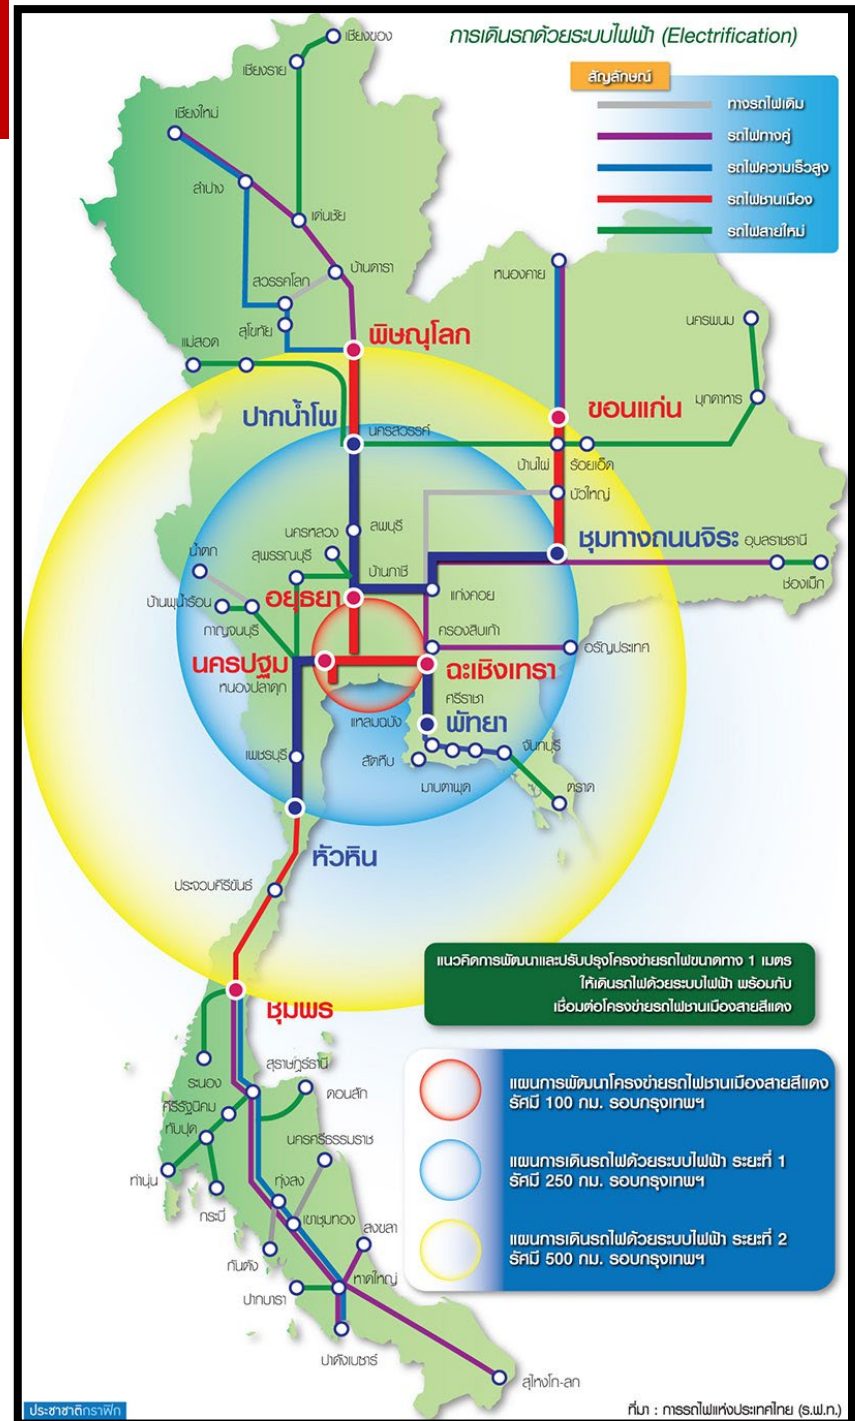 การเดินรถด้วยระบบไฟฟ้า (Electrification)
สัญลักษณ์
ทางรถไฟเดิม
รถไฟทางคู่
รถไฟความเร็วสูง
รถไฟชานเมือง
รถไฟสายใหม่
เชียงของ
เชียงราย
เชียงใหม่
ลำปาง
เด่นชัย
บ้านดารา
สวรรคโลก
สุโขทัย
แม่สอด
พิษณุโลก
หนองคาย
นครพนม
มุกดาหาร
ขอนแก่น
ปากน้ำโพ
นครสวรรค์
บ้านไผ่
ร้อยเอ็ด
บัวใหญ่
ลพบุรี
นครหลวง
สุพรรณบุรี
บ้านภาชี
ชุมทางถนนจิระ
อุบลราชธานี
ช่องเม็ก
น้ำตก
บ้านพุน้ำร้อน
กาญจนบุรี
อยุธยา
แก่งคอย
ครองสิบเก้า
อรัญประเทศ
นครปฐม
หนองปลาดุก
ฉะเชิงเทรา
ศรีราชา
แหลมฉบัง
พัทยา
เพชรบุรี
สัตหีบ
มาบตาพุด
จันทบุรี
ตราด
หัวหิน
ประจวบคีรีขันธ์
แนวคิดการพัฒนาและปรับปรุงโครงข่ายรถไฟขนาดทาง 1 เมตร
ให้เดินรถไฟด้วยระบบไฟฟ้า พร้อมกับ
เชื่อมต่อโครงข่ายรถไฟชานเมืองสายสีแดง
ชุมพร
ระนอง
สุราษฎร์ธานี
ดอนสัก
คีรีรัฐนิคม
ทับปุด
ท่านุ่น
กระบี่
นครศรีธรรมราช
ทุ่งสง
เขาชุมทอง
สงขลา
กันตัง
หาดใหญ่
ปากบารา
ปาดังเบซาร์
สุไหงโก-ลก
แผนการพัฒนาโครงข่ายรถไฟชานเมืองสายสีแดง
รัศมี 100 กม. รอบกรุงเทพฯ
แผนการเดินรถไฟด้วยระบบไฟฟ้า ระยะที่ 1
รัศมี 250 กม. รอบกรุงเทพฯ
แผนการเดินรถไฟด้วยระบบไฟฟ้า ระยะที่ 2
รัศมี 500 กม. รอบกรุงเทพฯ
ประชาชาติกราฟิก
ที่มา : การรถไฟแห่งประเทศไทย (ร.ฟ.ท.)